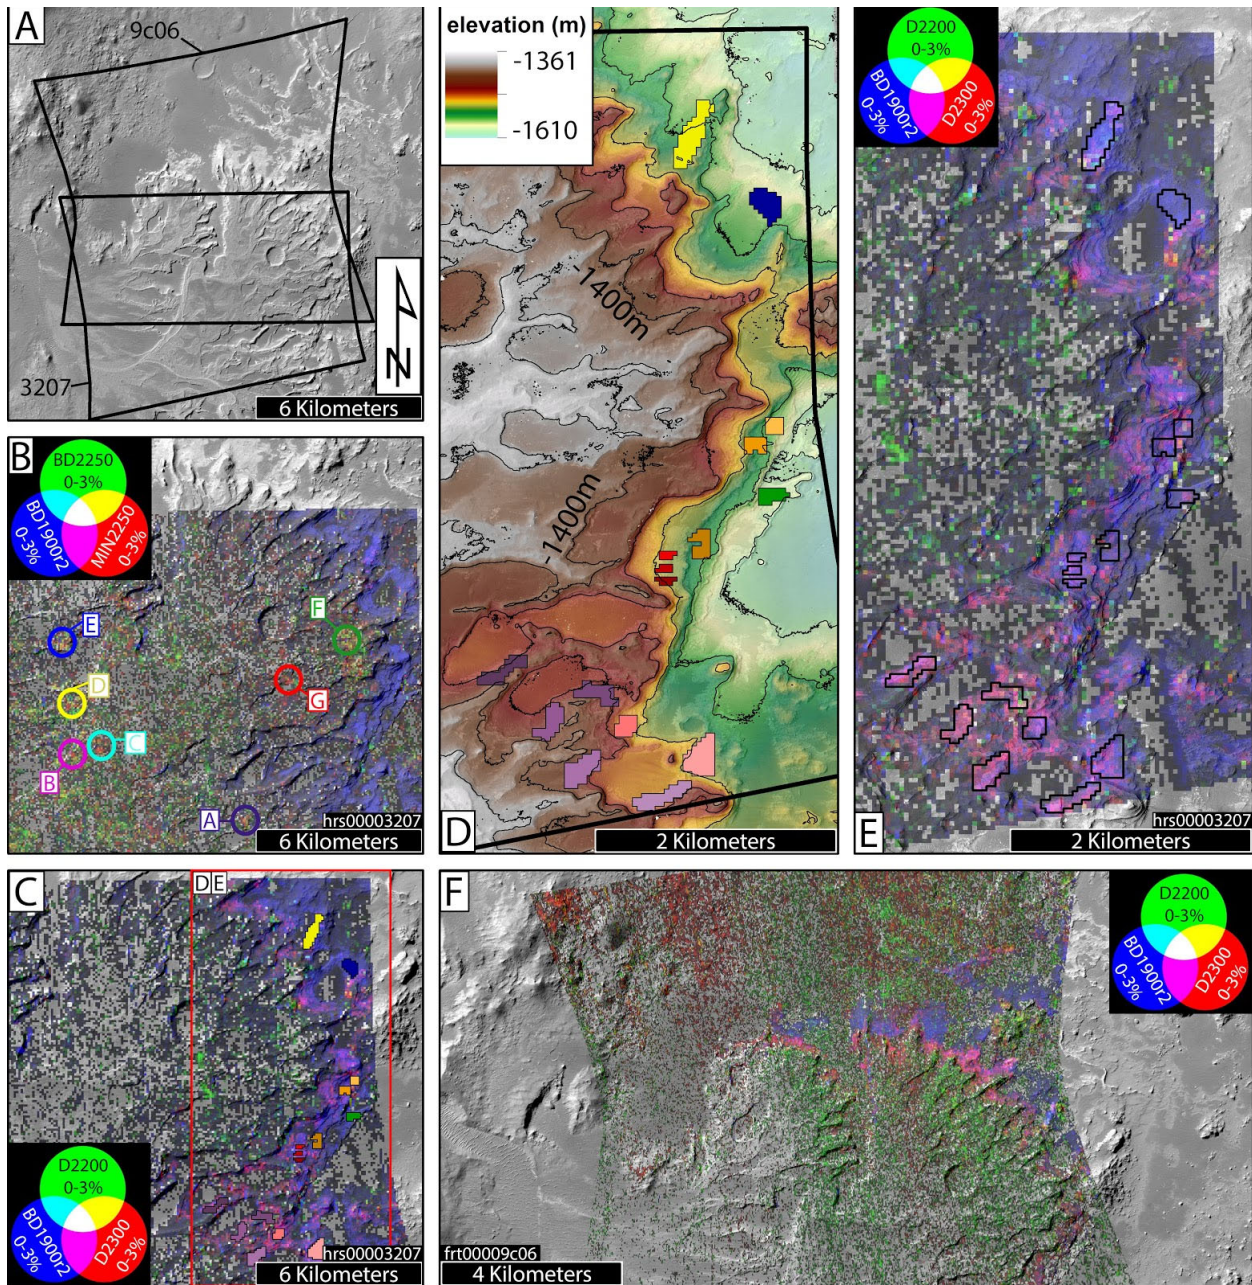 A
9c06
3207
N
6 Kilometers
B
BD2250
0-3%
BD1900r2
0-3%
MIN2250
0-3%
E
D
C
B
A
F
G
hrs00003207
6 Kilometers
C
D E
D2200
0-3%
BD1900r2
0-3%
D2300
0-3%
hrs00003207
6 Kilometers
elevation (m)
-1361
-1610
-1400m
-1400m
D
2 Kilometers
D2200
0-3%
BD1900r2
0-3%
D2300
0-3%
E
hrs00003207
2 Kilometers
F
D2200
0-3%
BD1900r2
0-3%
D2300
0-3%
frt00009c06
4 Kilometers